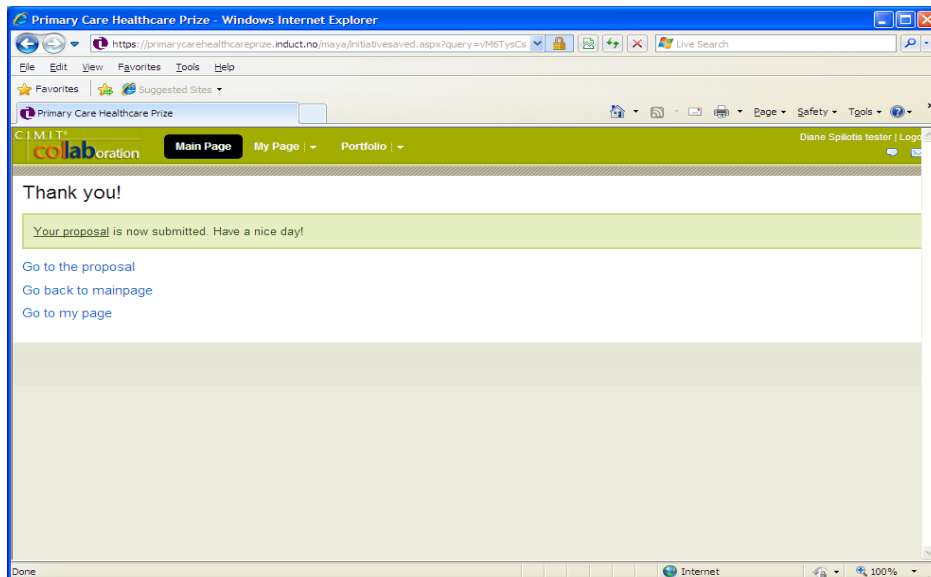 Primary Care Healthcare Prize - Windows Internet Explorer
https://primarycarehealthcareprize.induct.no/maya/initiativesaved.aspx?query=vM6TysCs
Live Search
File Edit View Favorites Tools Help
Favorites Suggested Sites
Primary Care Healthcare Prize
Page Safety Tools
CIMIT
collaboration
Main Page My Page | Portfolio |
Diane Spiliotis tester | Logo
Thank you!
Your proposal is now submitted. Have a nice day!
Go to the proposal
Go back to mainpage
Go to my page
Done Internet 100%